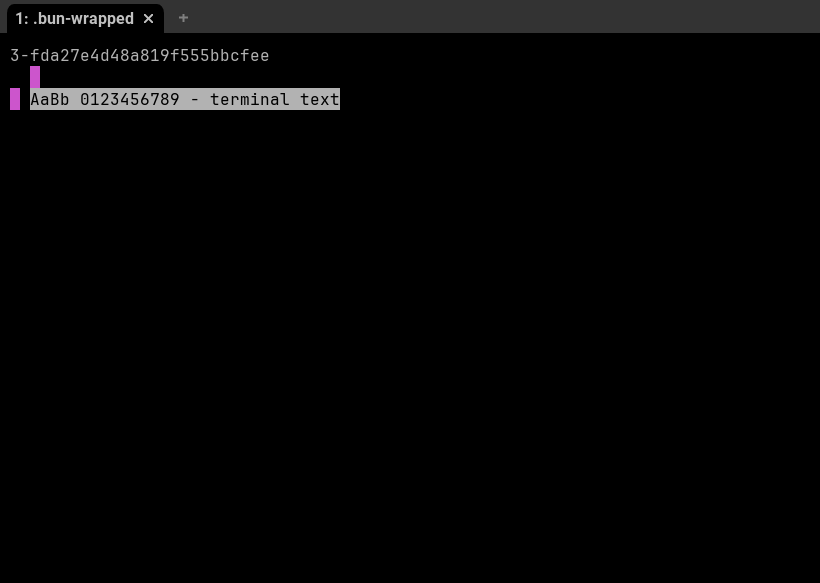 1: .bun-wrapped × +
3-fda27e4d48a819f555bbcfee
AaBb 0123456789 - terminal text